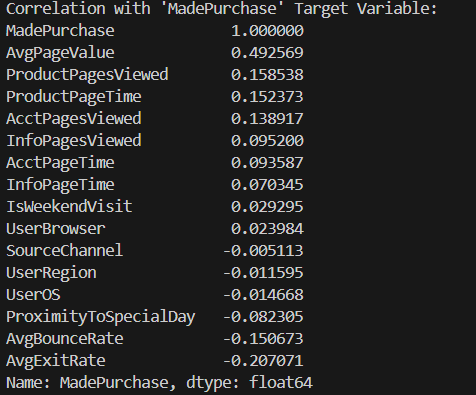 Correlation with 'MadePurchase' Target Variable:
MadePurchase 1.000000
AvgPageValue 0.492569
ProductPagesViewed 0.158538
ProductPageTime 0.152373
AcctPagesViewed 0.138917
InfoPagesViewed 0.095200
AcctPageTime 0.093587
InfoPageTime 0.070345
IsWeekendVisit 0.029295
UserBrowser 0.023984
SourceChannel -0.005113
UserRegion -0.011595
UserOS -0.014668
ProximityToSpecialDay -0.082305
AvgBounceRate -0.150673
AvgExitRate -0.207071
Name: MadePurchase, dtype: float64